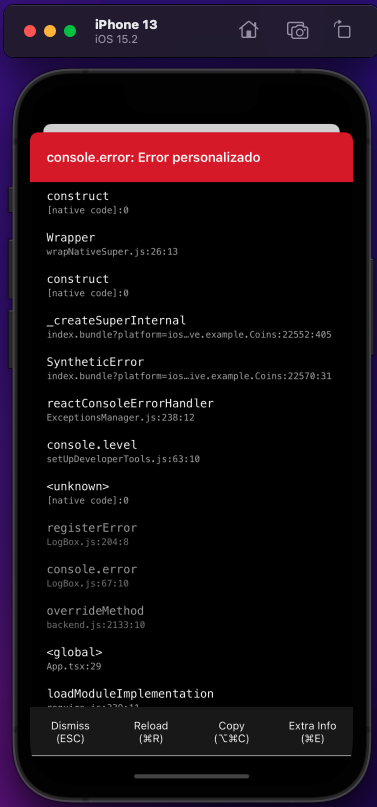 iPhone 13
iOS 15.2
console.error: Error personalizado
construct
[native code]:0
Wrapper
wrapNativeSuper.js:26:13
construct
[native code]:0
_createSuperInternal
index.bundle?platform=ios…ve.example.Coins:22552:405
SyntheticError
index.bundle?platform=ios…ive.example.Coins:22570:31
reactConsoleErrorHandler
ExceptionsManager.js:238:12
console.level
setUpDeveloperTools.js:63:10
<unknown>
[native code]:0
registerError
LogBox.js:204:8
console.error
LogBox.js:67:10
overrideMethod
backend.js:2133:10
<global>
App.tsx:29
loadModuleImplementation
Dismiss
(ESC)
Reload
(⌘R)
Copy
(⌥⌘C)
Extra Info
(⌘E)